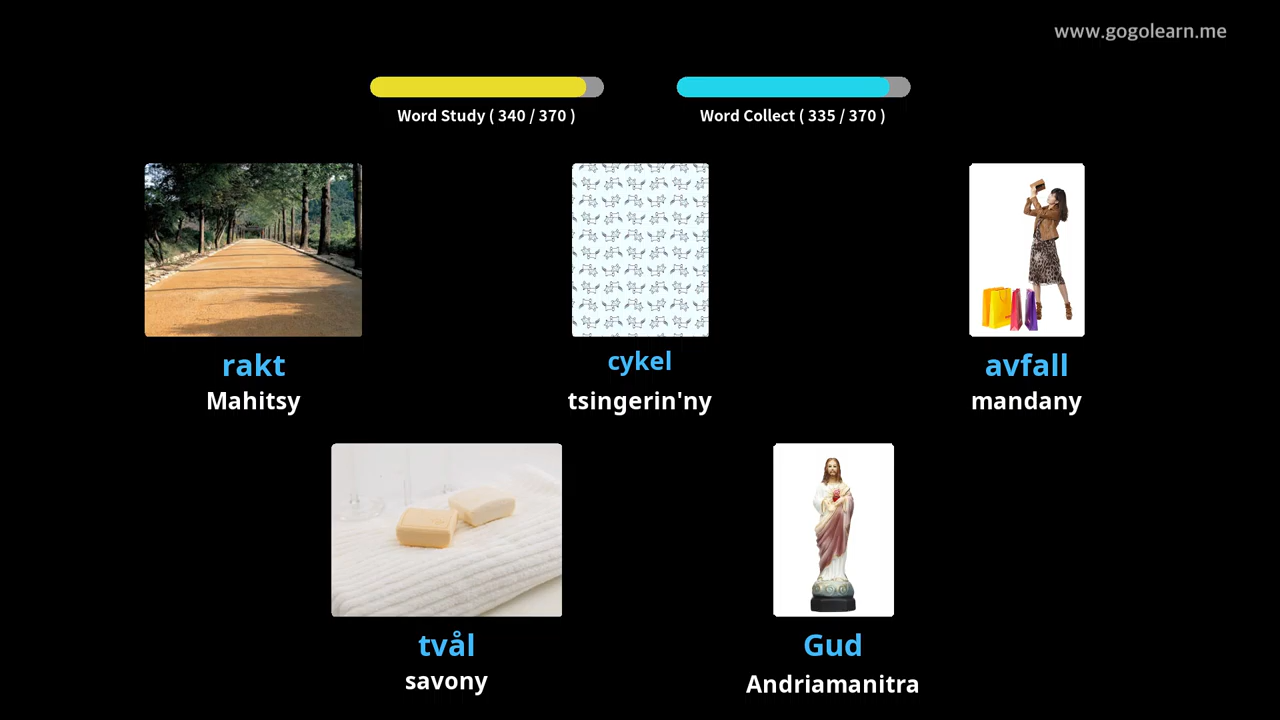 www.gogolearn.me
Word Study ( 340 / 370 )
Word Collect ( 335 / 370 )
rakt
Mahitsy
cykel
tsingerin'ny
avfall
mandany
tvål
savony
Gud
Andriamanitra